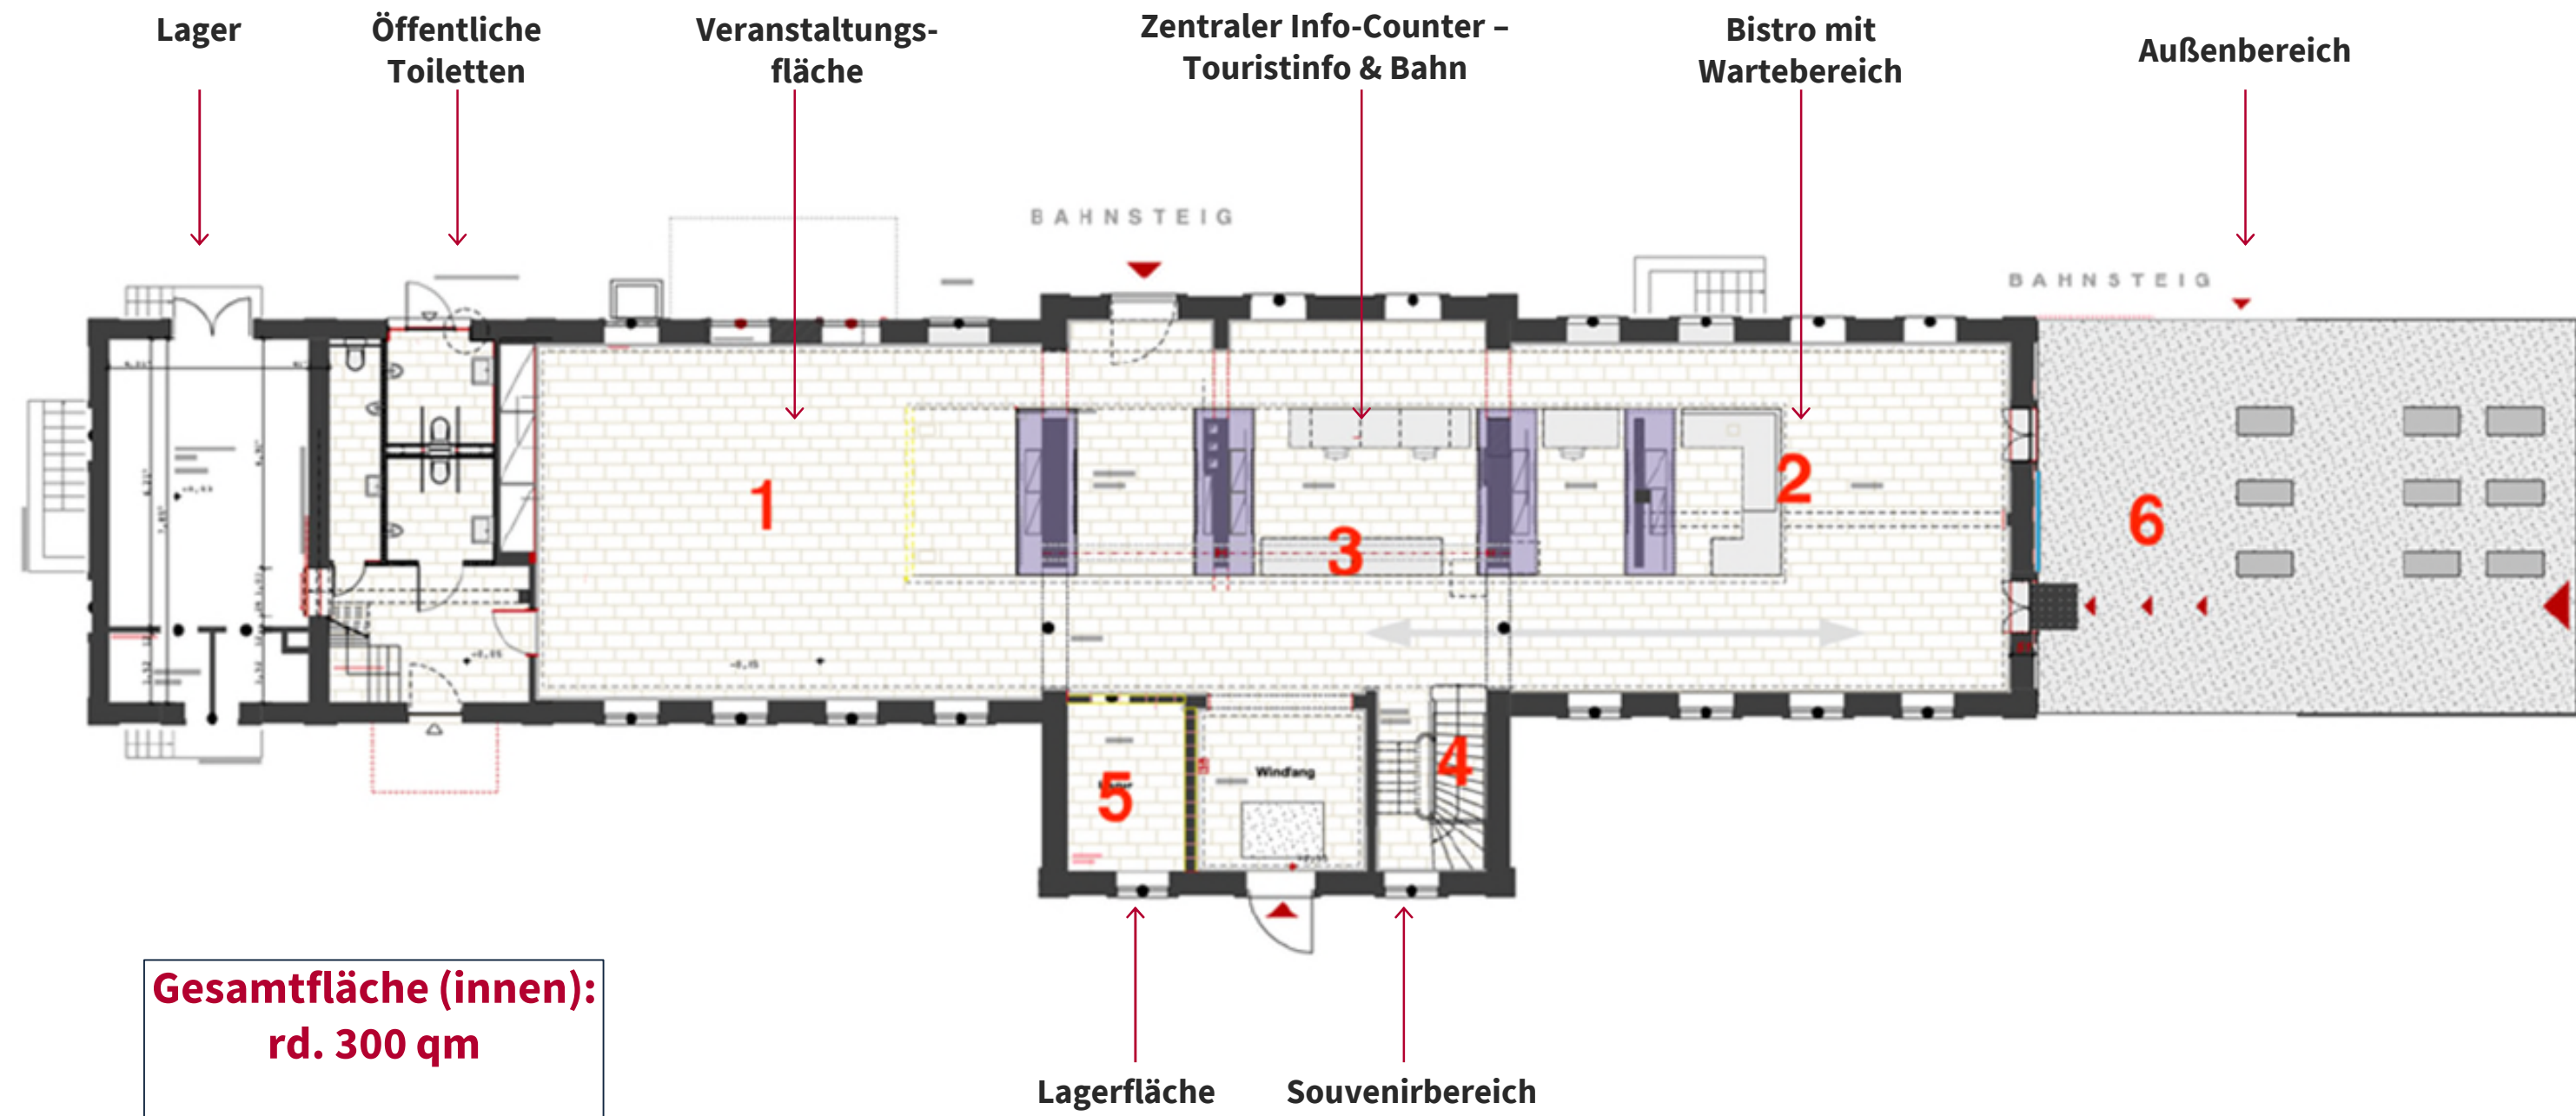 Lager
Öffentliche
Toiletten
Veranstaltungs-
fläche
Zentraler Info-Counter –
Touristinfo & Bahn
Bistro mit
Wartebereich
Außenbereich
BAHNSTEIG
BAHNSTEIG
1
2
3
4
5
6
Windfang
Gesamtfläche (innen):
rd. 300 qm
Lagerfläche
Souvenirbereich